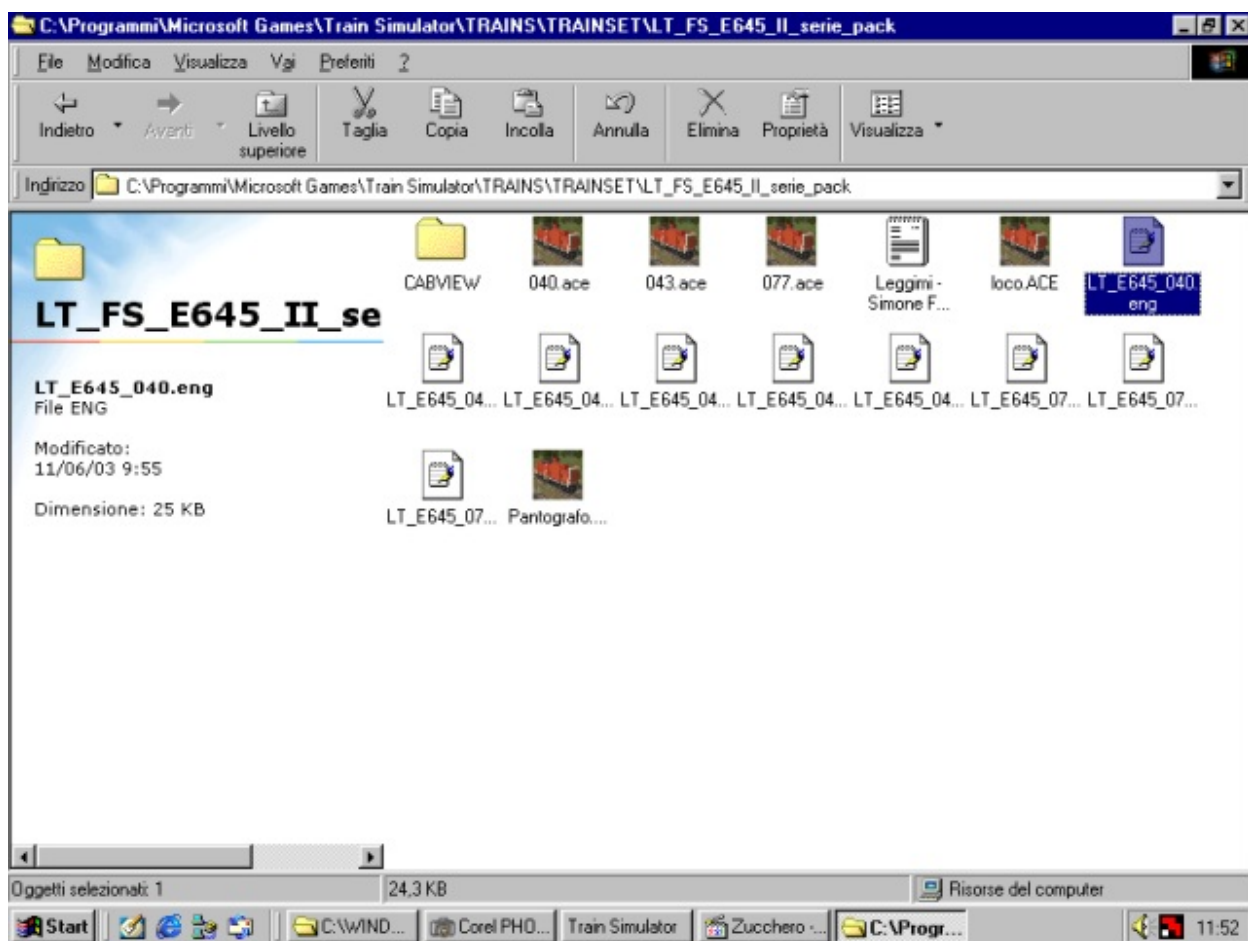 C:\Programmi\Microsoft Games\Train Simulator\TRAINS\TRAINSET\LT_FS_E645_II_serie_pack
File Modifica Visualizza Vai Preferiti ?
Indietro Avanti Livello superiore Taglia Copia Incolla Annulla Elimina Proprietà Visualizza
Indirizzo C:\Programmi\Microsoft Games\Train Simulator\TRAINS\TRAINSET\LT_FS_E645_II_serie_pack
LT_FS_E645_II_se
LT_E645_040.eng
File ENG
Modificato:
11/06/03 9:55
Dimensione: 25 KB
CABVIEW 040.ace 043.ace 077.ace Leggimi - Simone F... loco.ACE LT_E645_040.eng
LT_E645_04... LT_E645_04... LT_E645_04... LT_E645_04... LT_E645_04... LT_E645_07... LT_E645_07...
LT_E645_07... Pantografo....
Oggetti selezionati: 1 24,3 KB Risorse del computer
Start C:\WIND... Corel PHO... Train Simulator Zucchero -... C:\Progr... 11:52